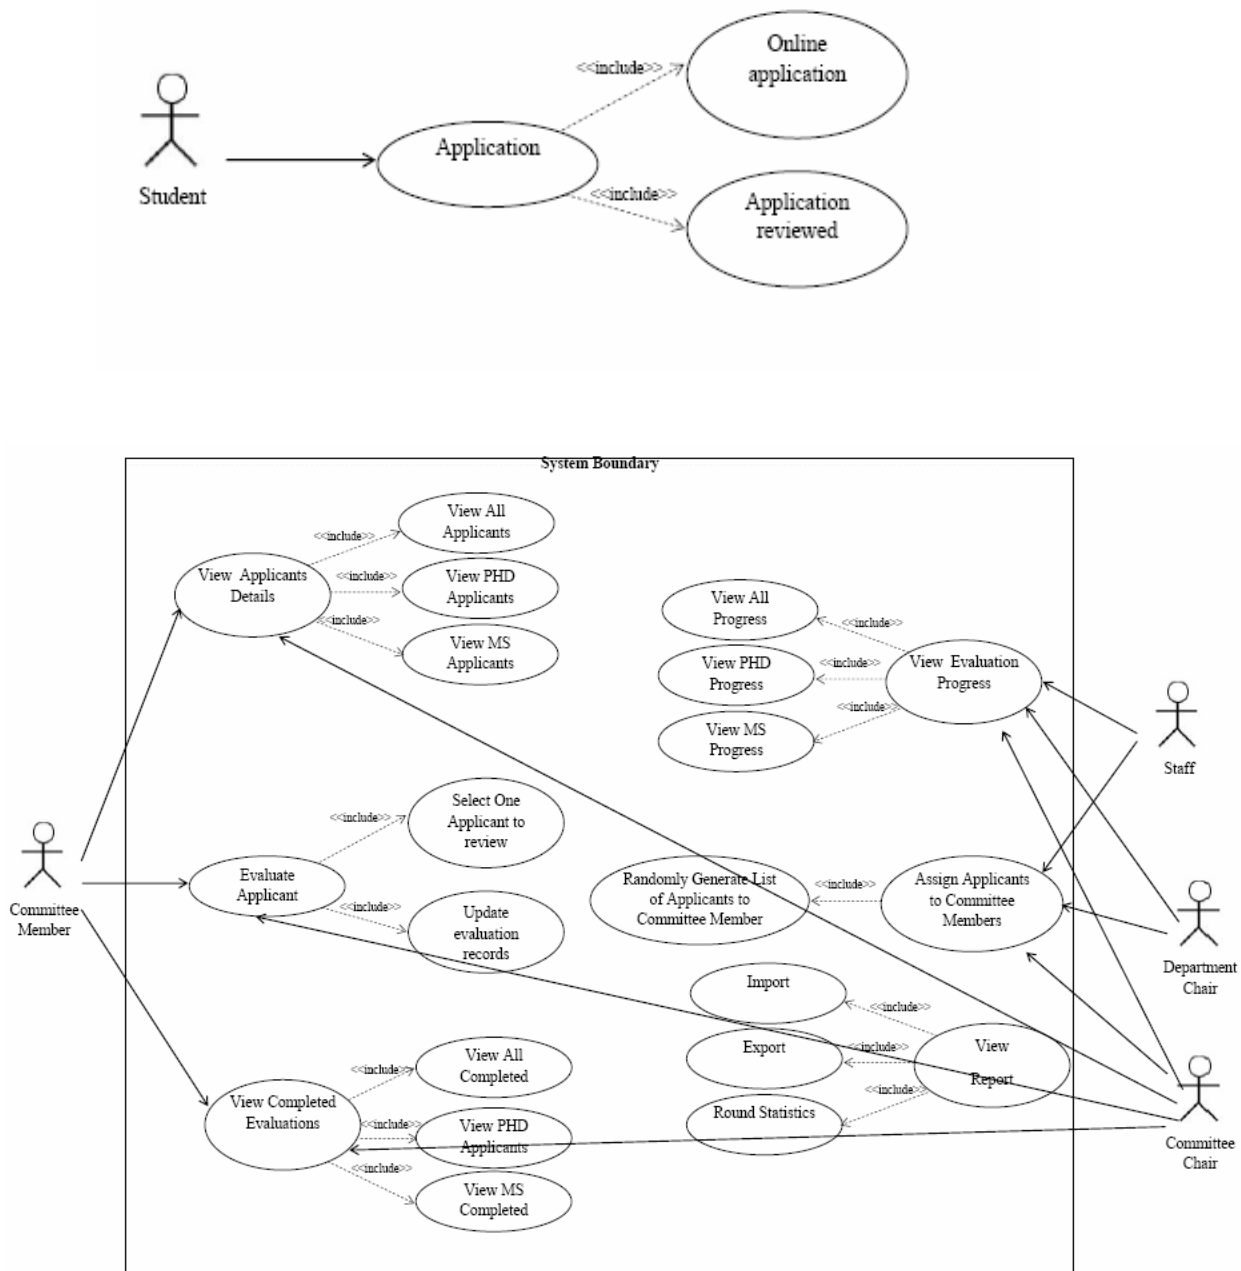 Online
application
<<include>>
Application
Student
<<include>>
Application
reviewed
System Boundary
View All
Applicants
<<include>>
View Applicants
Details
<<include>>
View PHD
Applicants
<<include>>
View MS
Applicants
View All
Progress
<<include>>
View PHD
Progress
<<include>>
View Evaluation
Progress
<<include>>
View MS
Progress
Staff
Select One
Applicant to
review
<<include>>
Evaluate
Applicant
<<include>>
Update
evaluation
records
Committee
Member
Randomly Generate List
of Applicants to
Committee Member
<<include>>
Assign Applicants
to Committee
Members
Department
Chair
Import
<<include>>
Export
<<include>>
View
Report
<<include>>
Round Statistics
View All
Completed
<<include>>
View Completed
Evaluations
<<include>>
View PHD
Applicants
<<include>>
View MS
Completed
Committee
Chair